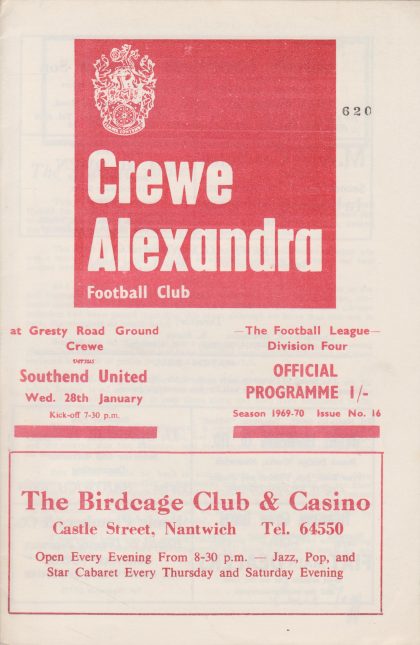 620
Crewe
Alexandra
Football Club
at Gresty Road Ground
Crewe
versus
Southend United
Wed. 28th January
Kick-off 7-30 p.m.
—The Football League—
Division Four
OFFICIAL
PROGRAMME 1/-
Season 1969-70 Issue No. 16
The Birdcage Club & Casino
Castle Street, Nantwich Tel. 64550
Open Every Evening From 8-30 p.m. — Jazz, Pop, and
Star Cabaret Every Thursday and Saturday Evening